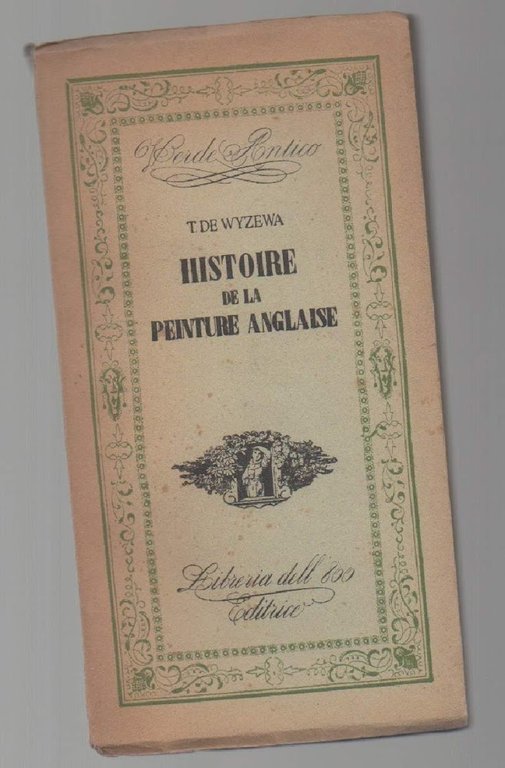 Verde Antico
T. DE WYZEWA
HISTOIRE
DE LA
PEINTURE ANGLAISE
Libreria dell' 800
Editrice